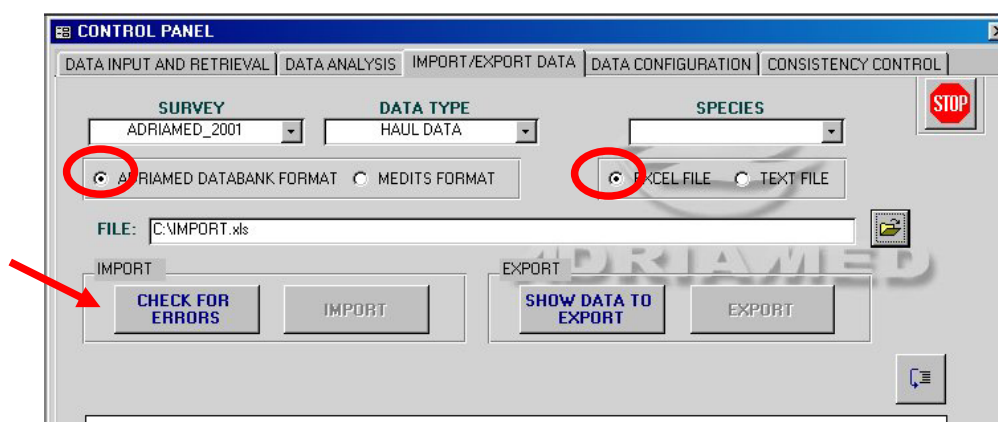 CONTROL PANEL
DATA INPUT AND RETRIEVAL DATA ANALYSIS IMPORT/EXPORT DATA DATA CONFIGURATION CONSISTENCY CONTROL
SURVEY DATA TYPE SPECIES STOP
ADRIAMED_2001 HAUL DATA
ADRIAMED DATABANK FORMAT MEDITS FORMAT EXCEL FILE TEXT FILE
FILE: C:\IMPORT.xls
ADRIAMED
IMPORT EXPORT
CHECK FOR ERRORS IMPORT SHOW DATA TO EXPORT EXPORT